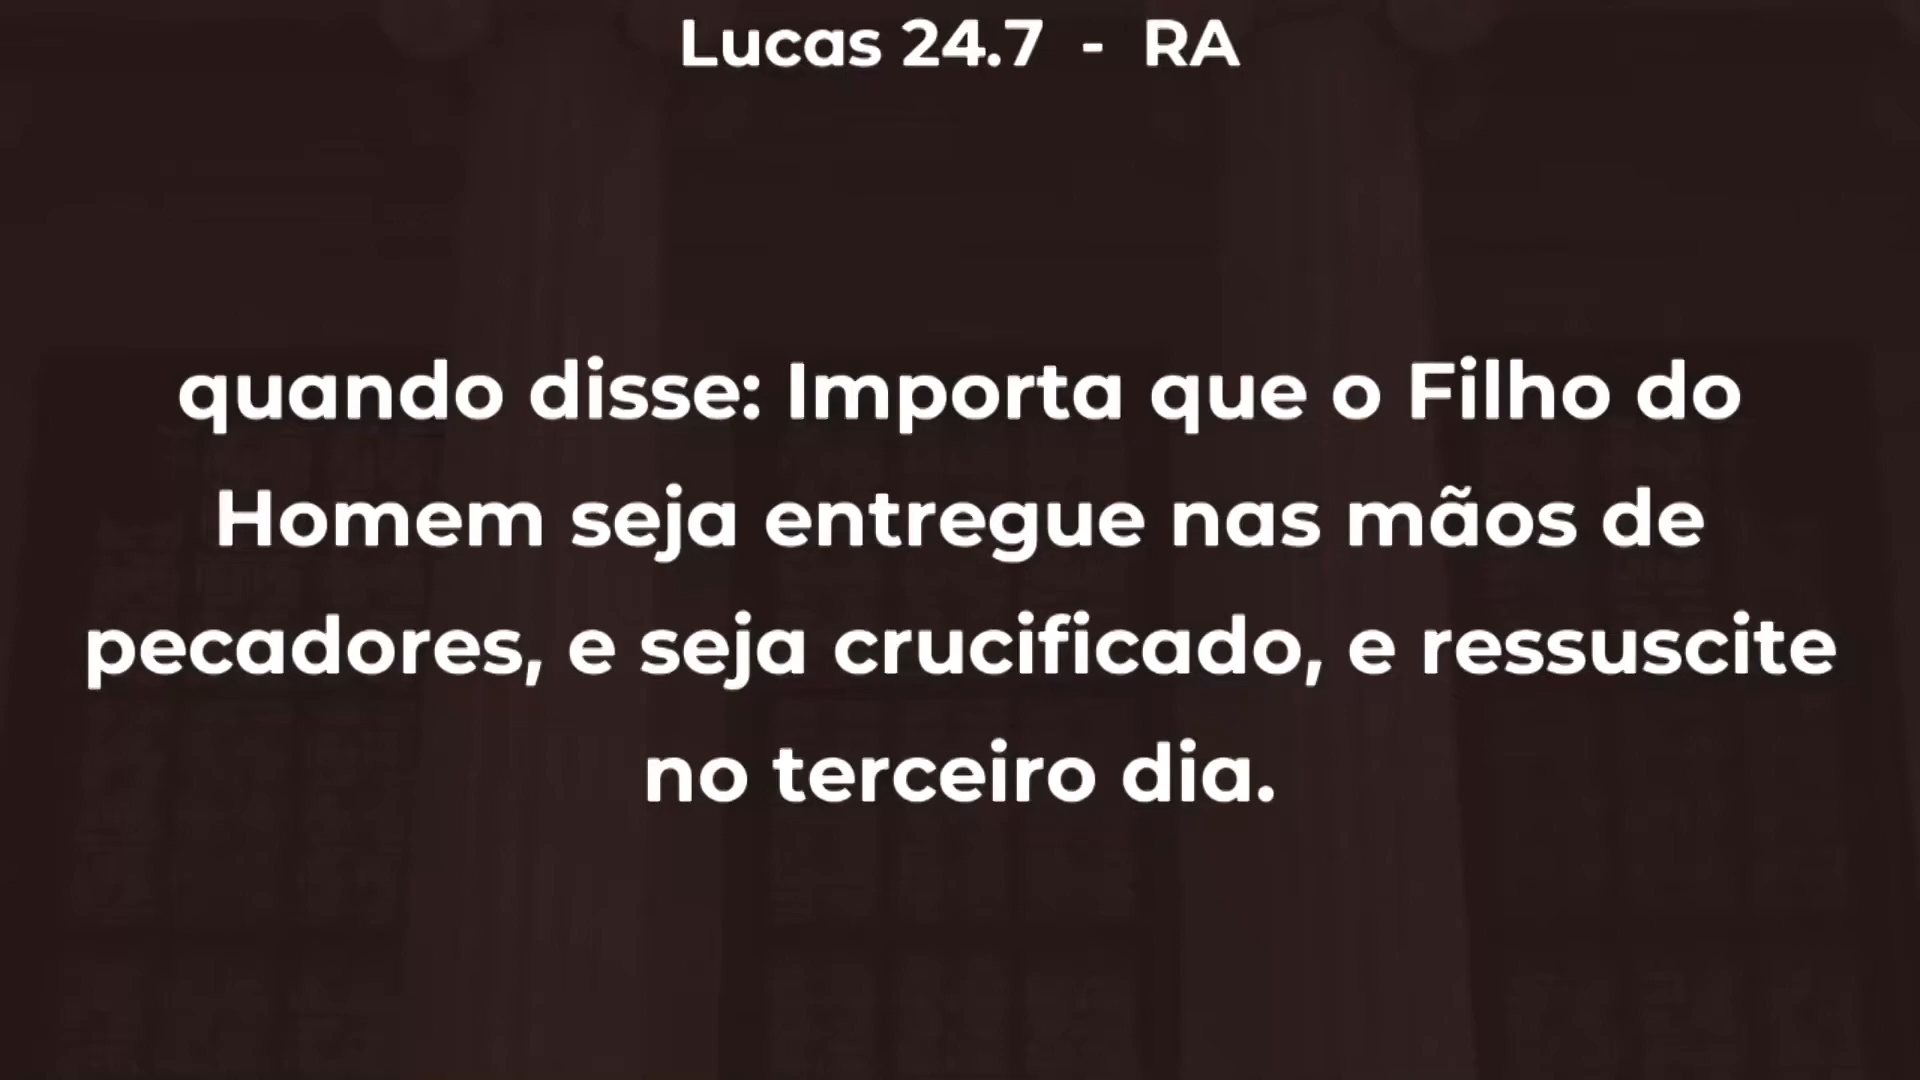 Lucas 24.7 - RA
quando disse: Importa que o Filho do
Homem seja entregue nas mãos de
pecadores, e seja crucificado, e ressuscite
no terceiro dia.